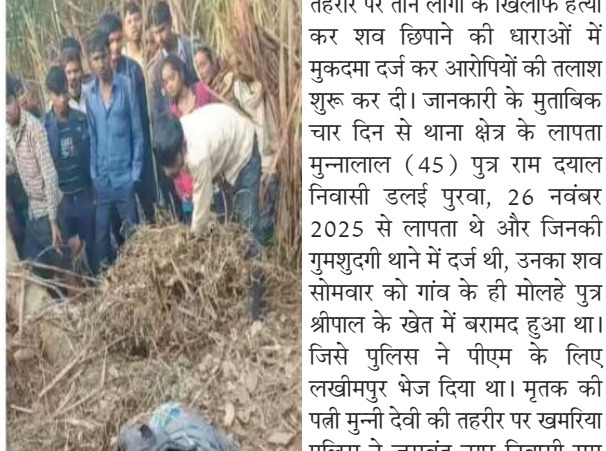 तहरीर पर तीन लोगों के खिलाफ हत्या
कर शव छिपाने की धाराओं में
मुकदमा दर्ज कर आरोपियों की तलाश
शुरू कर दी। जानकारी के मुताबिक
चार दिन से थाना क्षेत्र के लापता
मुन्नालाल (45) पुत्र राम दयाल
निवासी डलई पुरवा, 26 नवंबर
2025 से लापता थे और जिनकी
गुमशुदगी थाने में दर्ज थी, उनका शव
सोमवार को गांव के ही मोलहे पुत्र
श्रीपाल के खेत में बरामद हुआ था।
जिसे पुलिस ने पीएम के लिए
लखीमपुर भेज दिया था। मृतक की
पत्नी मुन्नी देवी की तहरीर पर खमरिया
पुलिस ने